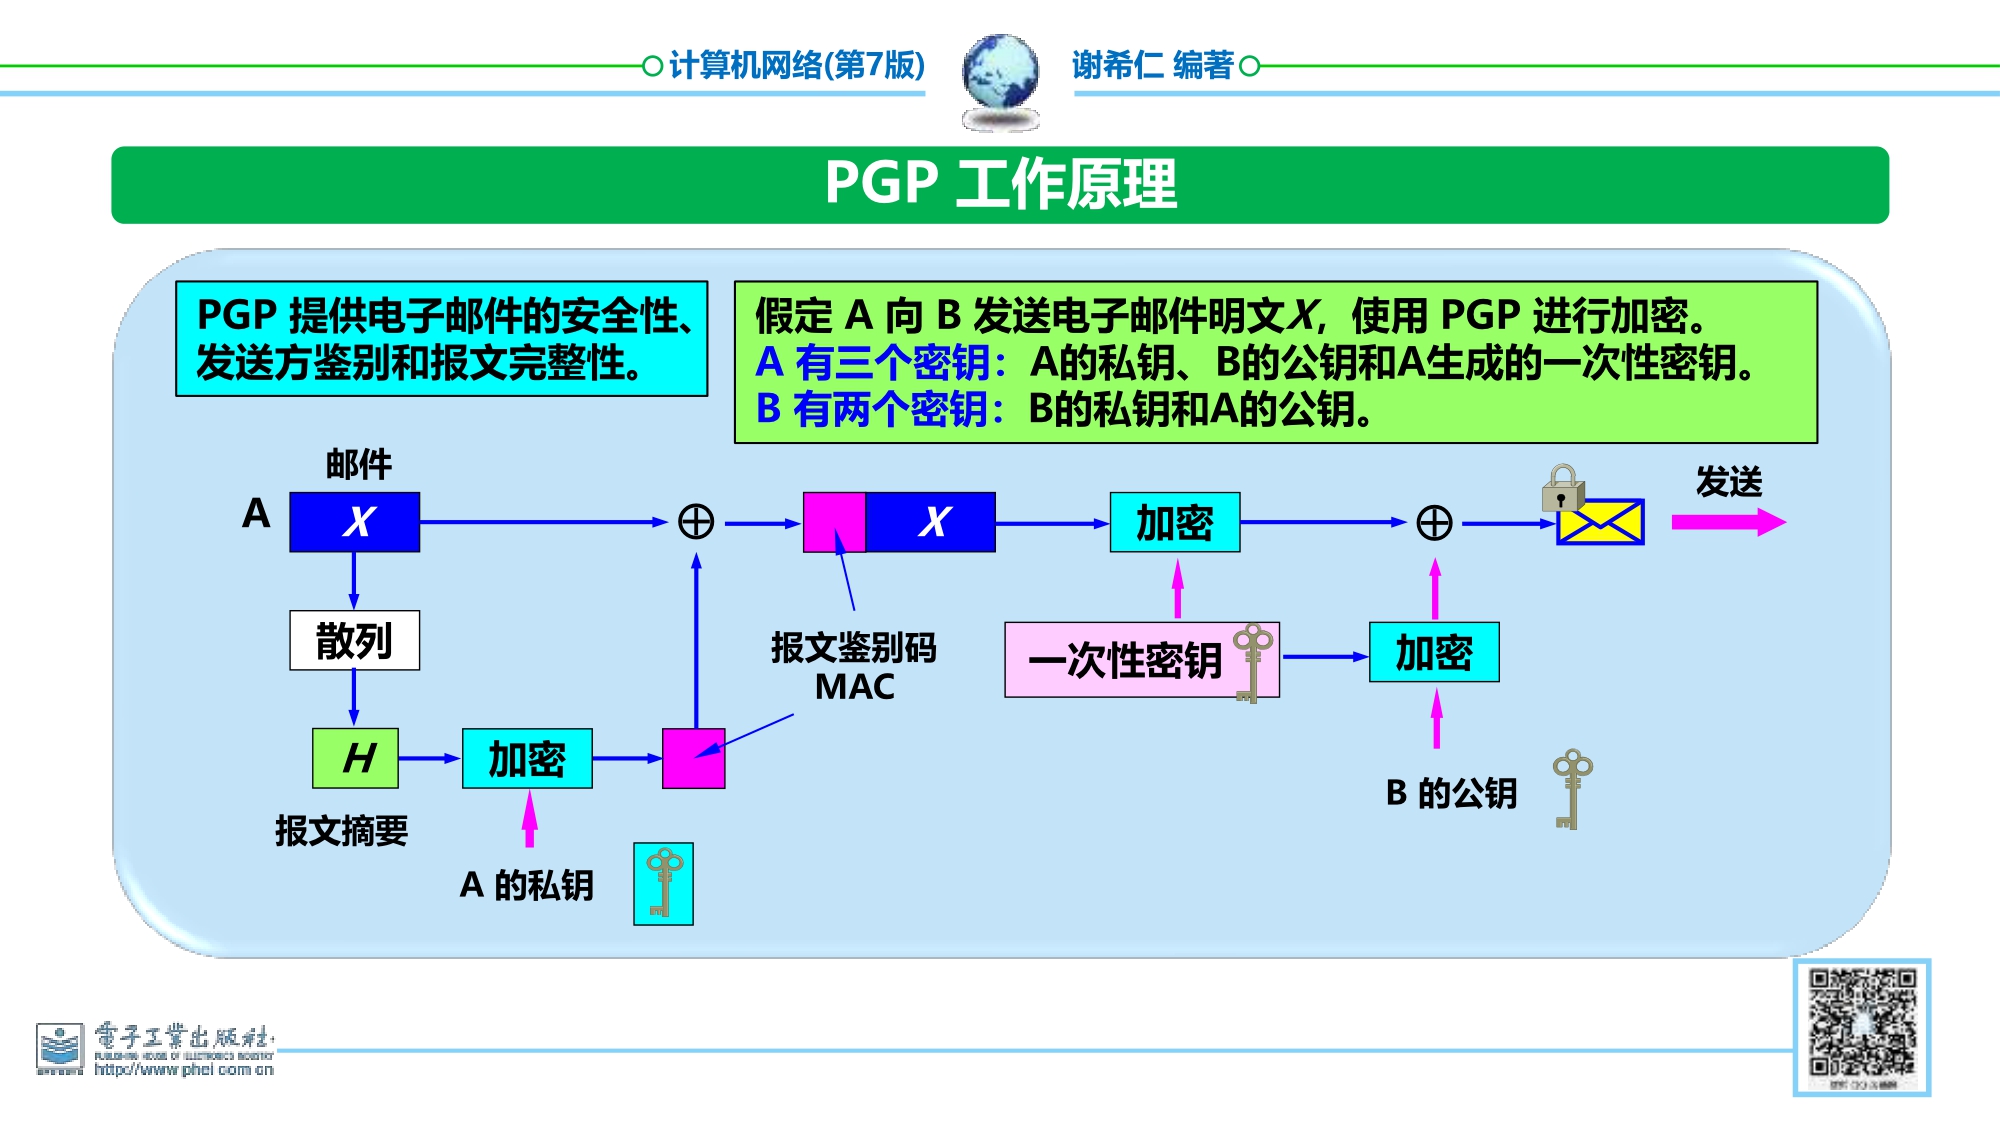 计算机网络(第7版)
谢希仁 编著
PGP 工作原理
PGP 提供电子邮件的安全性、
发送方鉴别和报文完整性。
假定 A 向 B 发送电子邮件明文X，使用 PGP 进行加密。
A 有三个密钥：A的私钥、B的公钥和A生成的一次性密钥。
B 有两个密钥：B的私钥和A的公钥。
邮件
A
X
X
加密
发送
散列
报文鉴别码
MAC
一次性密钥
加密
H
加密
B 的公钥
报文摘要
A 的私钥
電子工業出版社
PUBLISHING HOUSE OF ELECTRONICS INDUSTRY
http://www.phei.com.cn